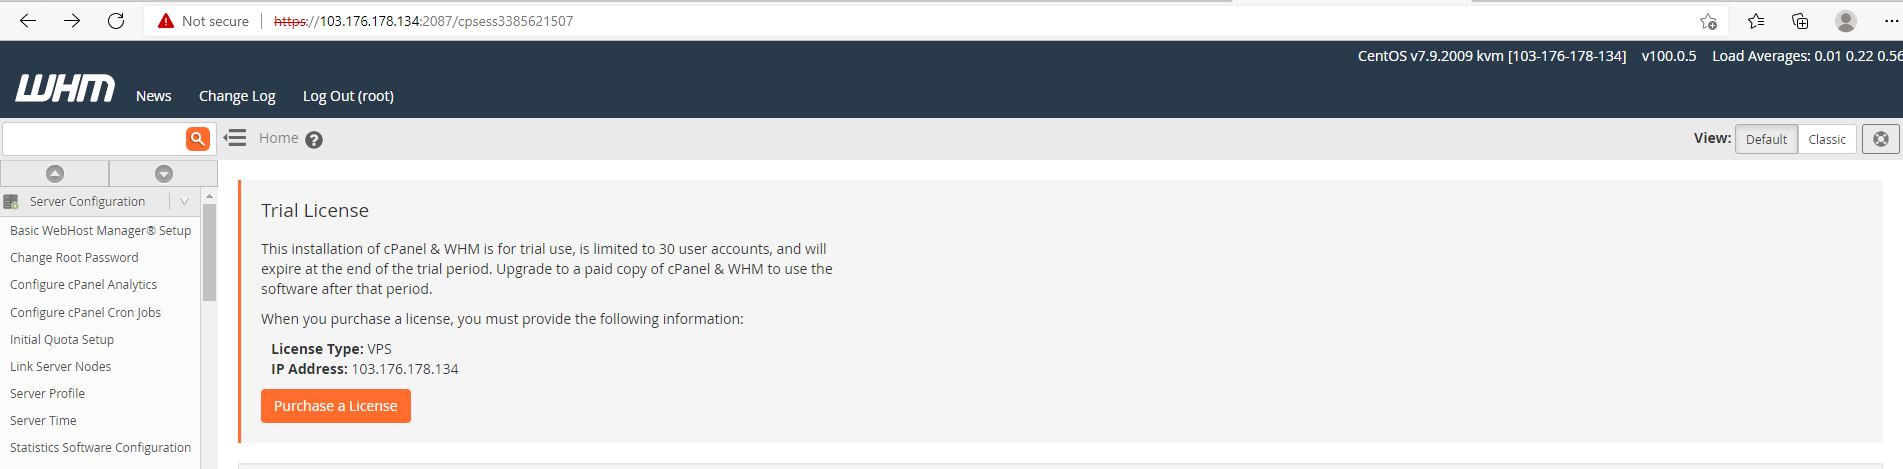 Not secure https://103.176.178.134:2087/cpsess3385621507
CentOS v7.9.2009 kvm [103-176-178-134] v100.0.5 Load Averages: 0.01 0.22 0.56
WHM News Change Log Log Out (root)
Home ? View: Default Classic
Server Configuration
Basic WebHost Manager® Setup
Change Root Password
Configure cPanel Analytics
Configure cPanel Cron Jobs
Initial Quota Setup
Link Server Nodes
Server Profile
Server Time
Statistics Software Configuration
Trial License
This installation of cPanel & WHM is for trial use, is limited to 30 user accounts, and will
expire at the end of the trial period. Upgrade to a paid copy of cPanel & WHM to use the
software after that period.
When you purchase a license, you must provide the following information:
License Type: VPS
IP Address: 103.176.178.134
Purchase a License